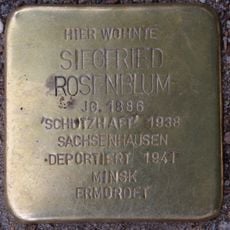 HIER WOHNTE
SIEGFRIED
ROSENBLUM
JG. 1886
'SCHUTZHAFT' 1938
SACHSENHAUSEN
DEPORTIERT 1941
MINSK
ERMORDET